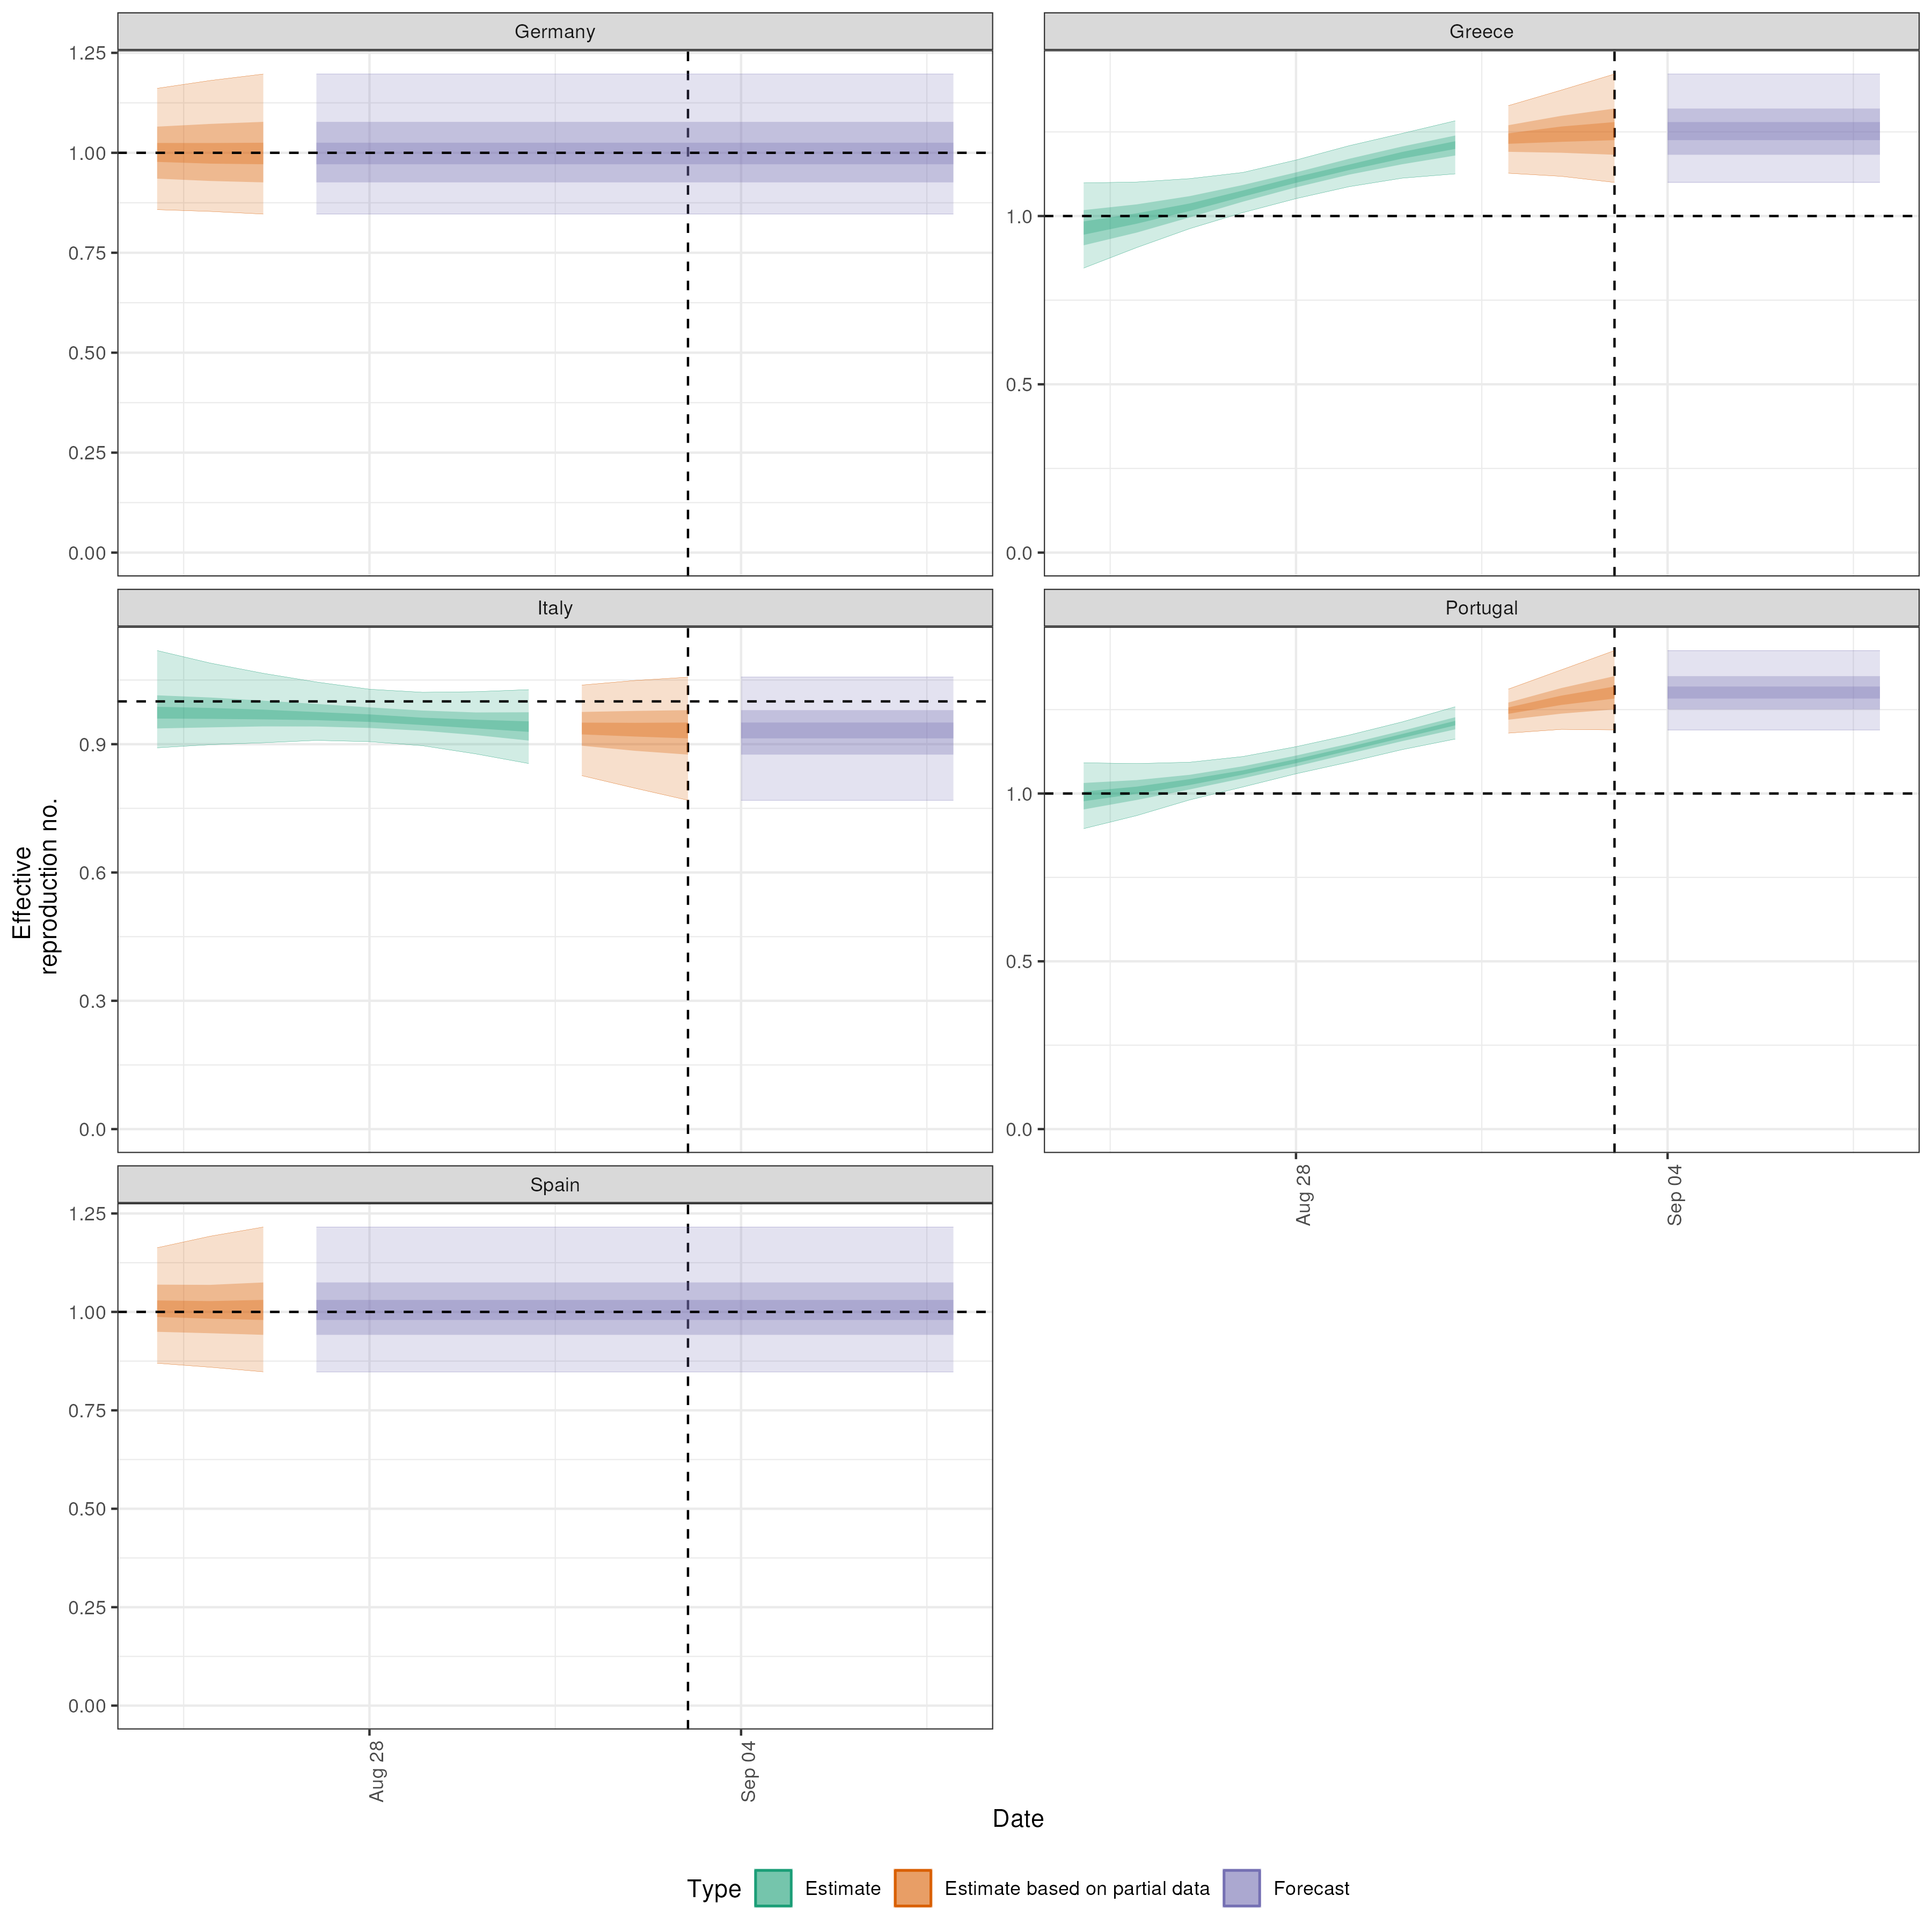 Germany
Greece
1.25
1.00
0.75
0.50
0.25
0.00
1.0
0.5
0.0
Italy
Portugal
0.9
0.6
0.3
0.0
1.0
0.5
0.0
Aug 28
Sep 04
Spain
1.25
1.00
0.75
0.50
0.25
0.00
Aug 28
Sep 04
Effective
reproduction no.
Date
Type
Estimate
Estimate based on partial data
Forecast